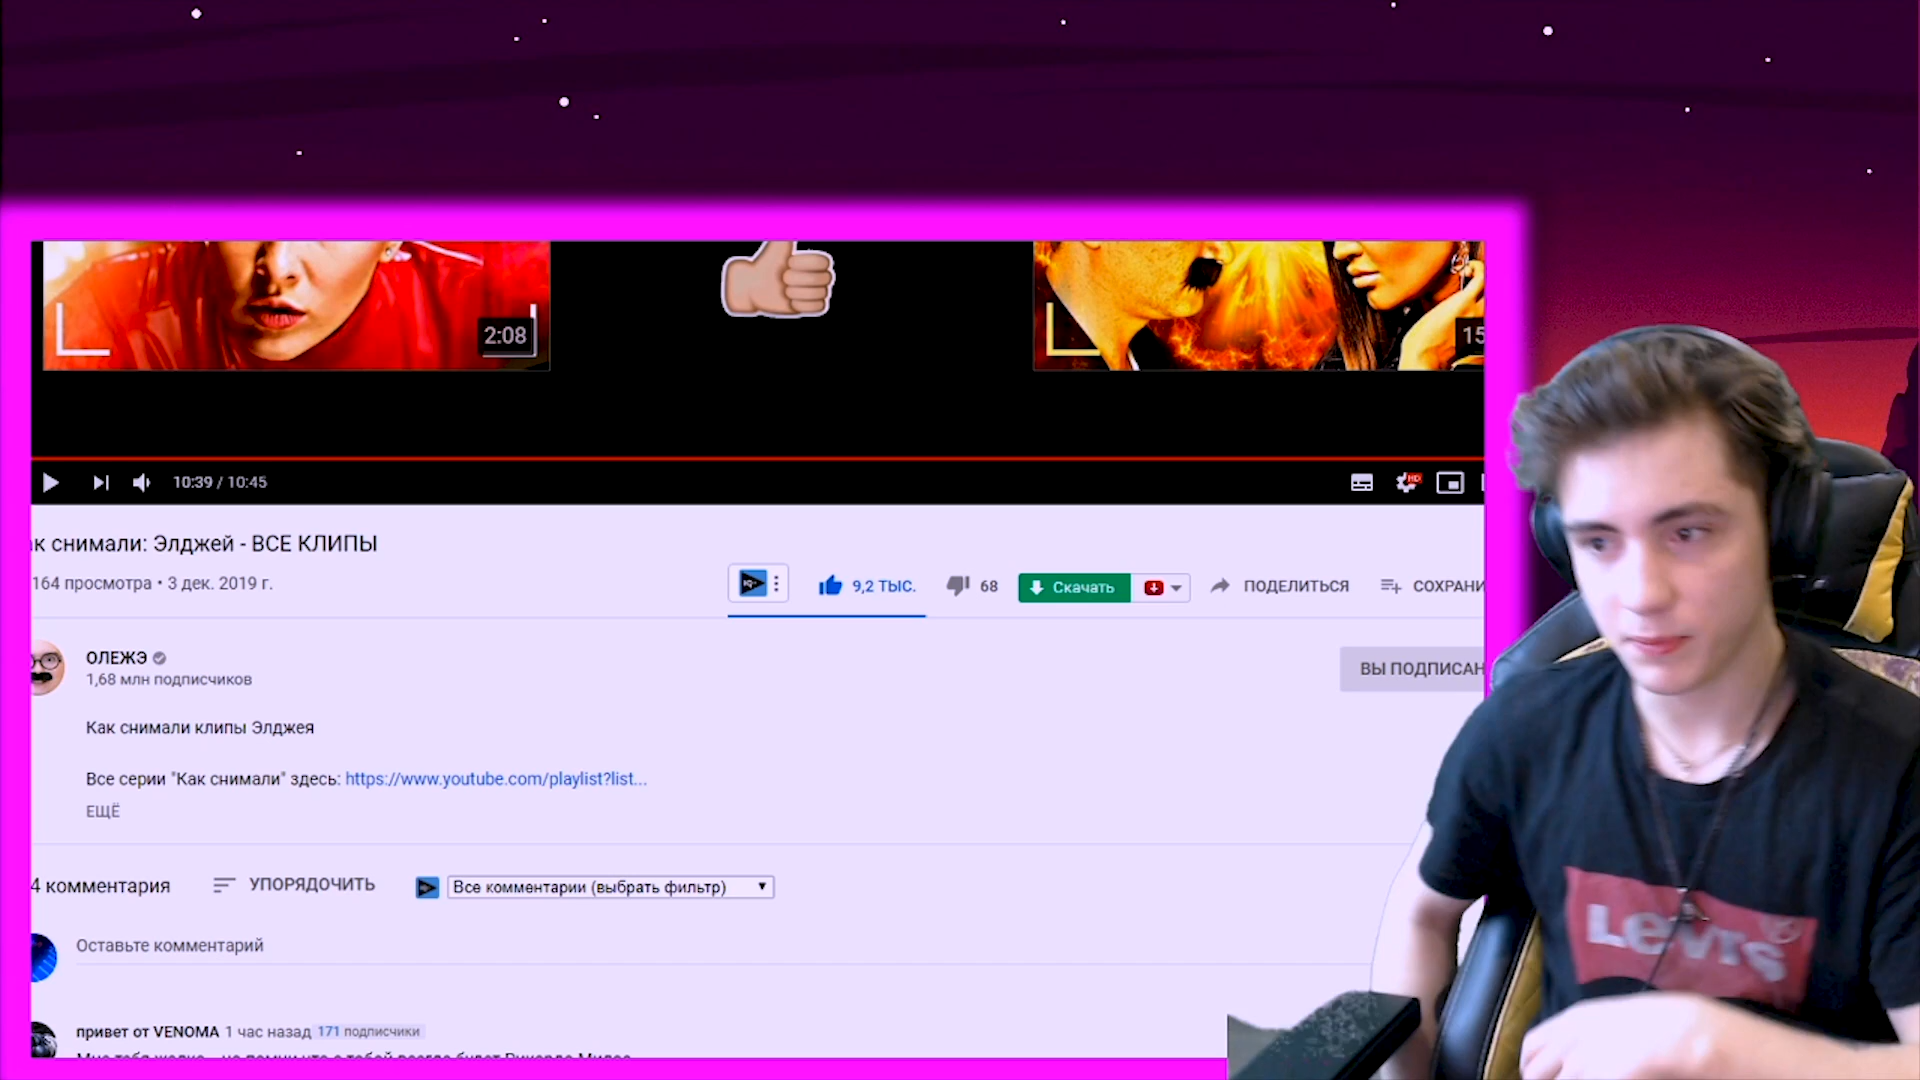 2:08
15
10:39 / 10:45
HD
ак снимали: Элджей - ВСЕ КЛИПЫ
164 просмотра • 3 дек. 2019 г.
IQ
9,2 ТЫС.
68
Скачать
ПОДЕЛИТЬСЯ
СОХРАНИ
ОЛЕЖЭ
1,68 млн подписчиков
ВЫ ПОДПИСАН
Как снимали клипы Элджея
Все серии "Как снимали" здесь: https://www.youtube.com/playlist?list...
ЕЩЁ
4 комментария
УПОРЯДОЧИТЬ
Все комментарии (выбрать фильтр)
Оставьте комментарий
привет от VENOMA 1 час назад 171 подписчики
Levi's